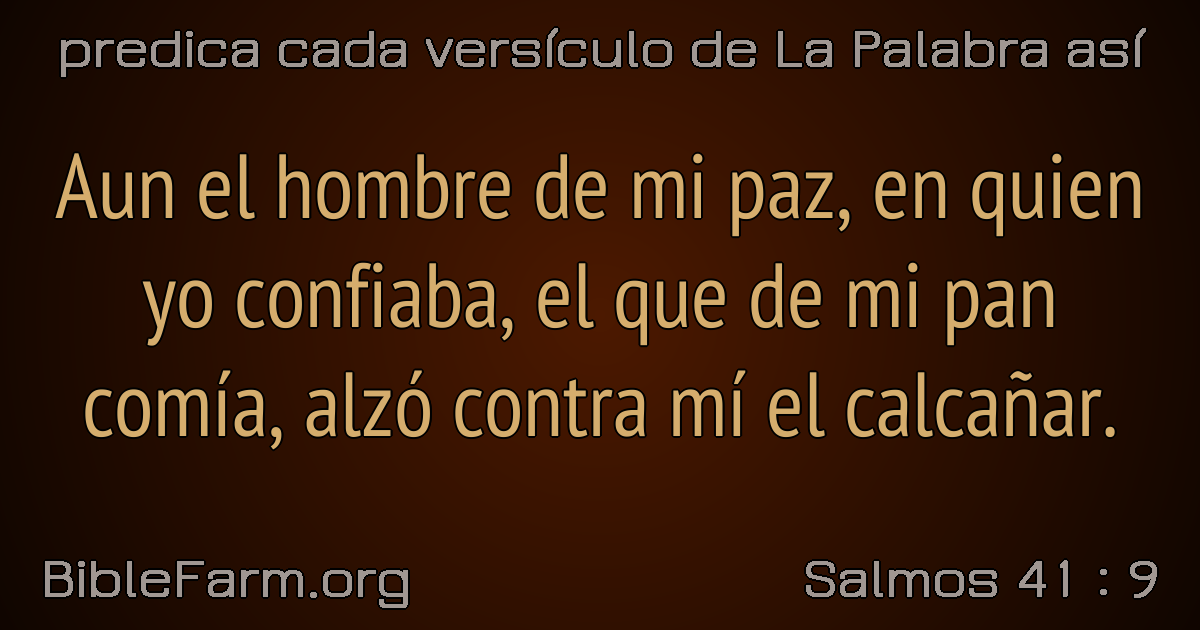 predica cada versículo de La Palabra así
Aun el hombre de mi paz, en quien
yo confiaba, el que de mi pan
comía, alzó contra mí el calcañar.
BibleFarm.org
Salmos 41 : 9